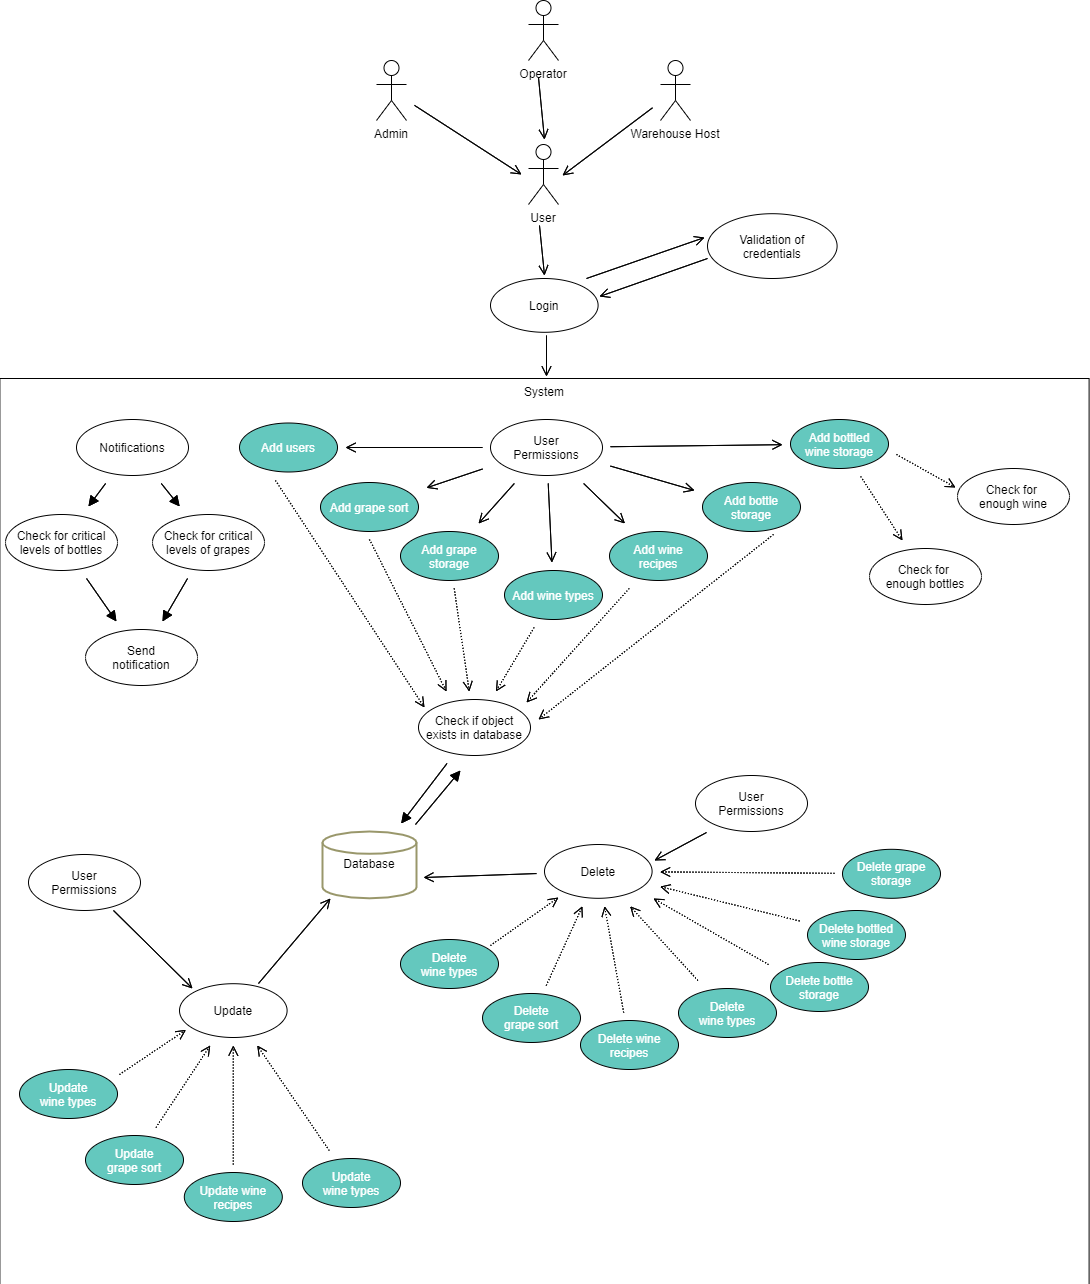 Operator
Admin
Warehouse Host
User
Validation of
credentials
Login
System
Notifications
Add users
User
Permissions
Add bottled
wine storage
Add grape sort
Add bottle
storage
Check for
enough wine
Check for critical
levels of bottles
Check for critical
levels of grapes
Add grape
storage
Add wine
recipes
Check for
enough bottles
Add wine types
Send
notification
Check if object
exists in database
User
Permissions
Database
Delete
Delete grape
storage
User
Permissions
Delete bottled
wine storage
Delete
wine types
Delete bottle
storage
Delete
grape sort
Delete
wine types
Update
Delete wine
recipes
Update
wine types
Update
grape sort
Update wine
recipes
Update
wine types